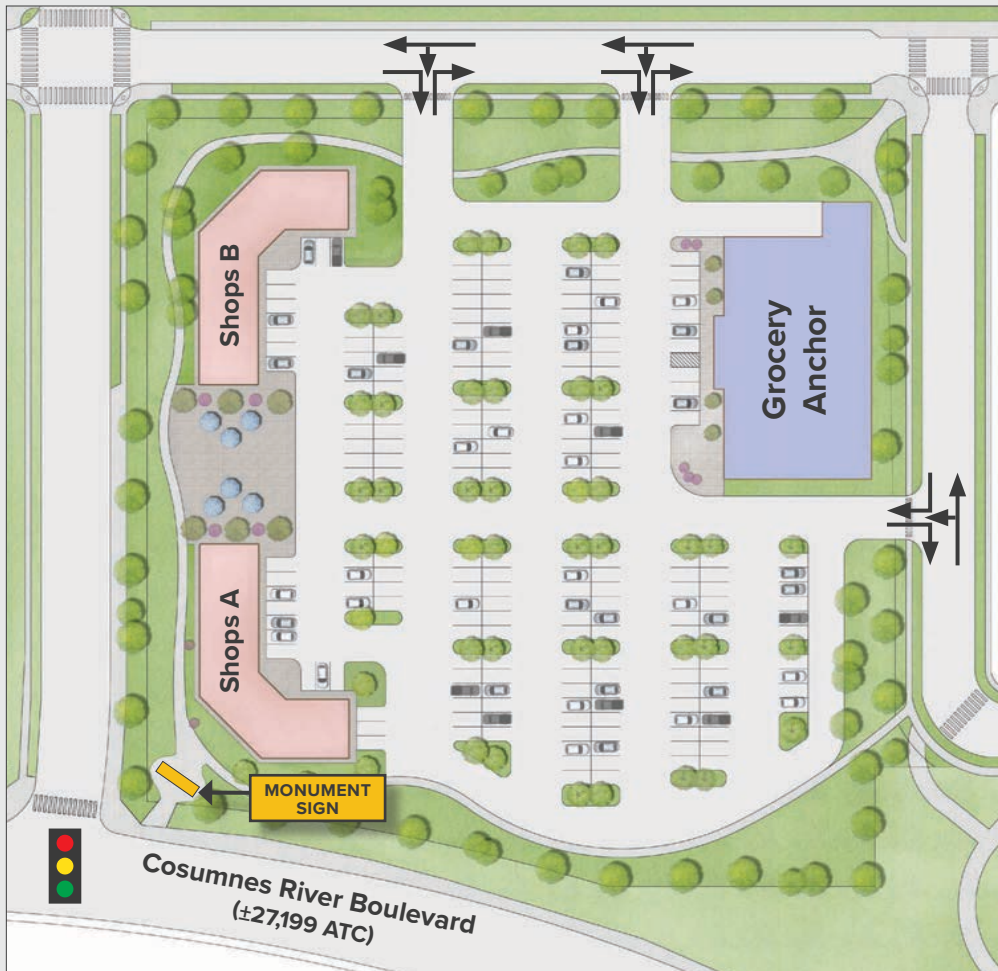 Shops B
Grocery
Anchor
Shops A
MONUMENT
SIGN
Cosumnes River Boulevard
(±27,199 ATC)